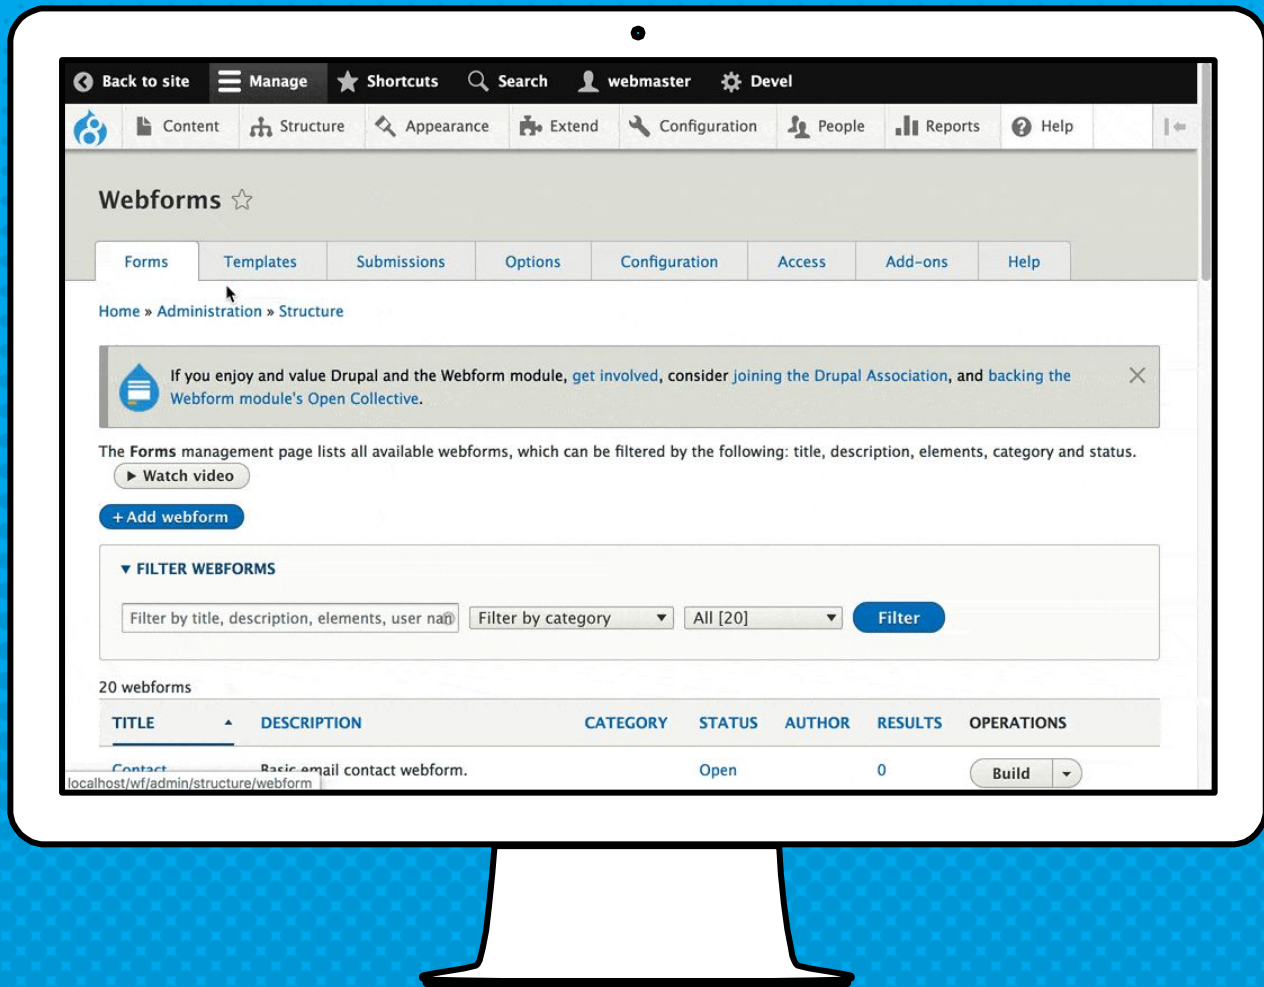 Back to site Manage Shortcuts Search webmaster Devel
Content Structure Appearance Extend Configuration People Reports Help
Webforms
Forms Templates Submissions Options Configuration Access Add-ons Help
Home » Administration » Structure
If you enjoy and value Drupal and the Webform module, get involved, consider joining the Drupal Association, and backing the
Webform module's Open Collective.
The Forms management page lists all available webforms, which can be filtered by the following: title, description, elements, category and status.
Watch video
+ Add webform
FILTER WEBFORMS
Filter by title, description, elements, user nam Filter by category All [20] Filter
20 webforms
TITLE DESCRIPTION CATEGORY STATUS AUTHOR RESULTS OPERATIONS
Contact Basic email contact webform. Open 0 Build
localhost/wf/admin/structure/webform